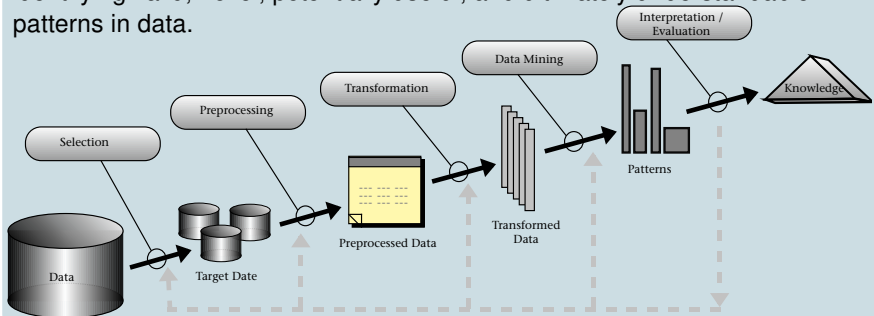 patterns in data.
Interpretation /
Evaluation
Data Mining
Transformation
Preprocessing
Selection
Knowledge
Patterns
Transformed
Data
Preprocessed Data
Target Date
Data